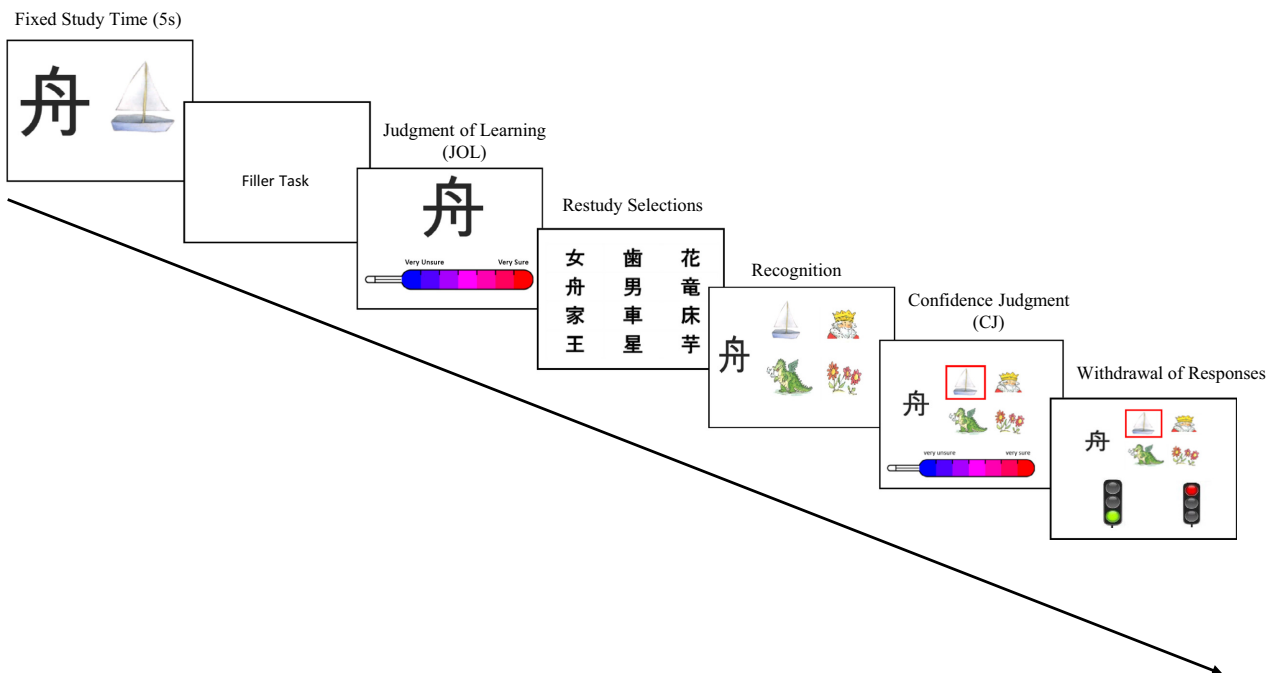 Fixed Study Time (5s)
舟
Filler Task
Judgment of Learning
(JOL)
舟
Very Unsure Very Sure
Restudy Selections
女 歯 花
舟 男 竜
家 車 床
王 星 芋
Recognition
舟
Confidence Judgment
(CJ)
舟
very unsure very sure
Withdrawal of Responses
舟